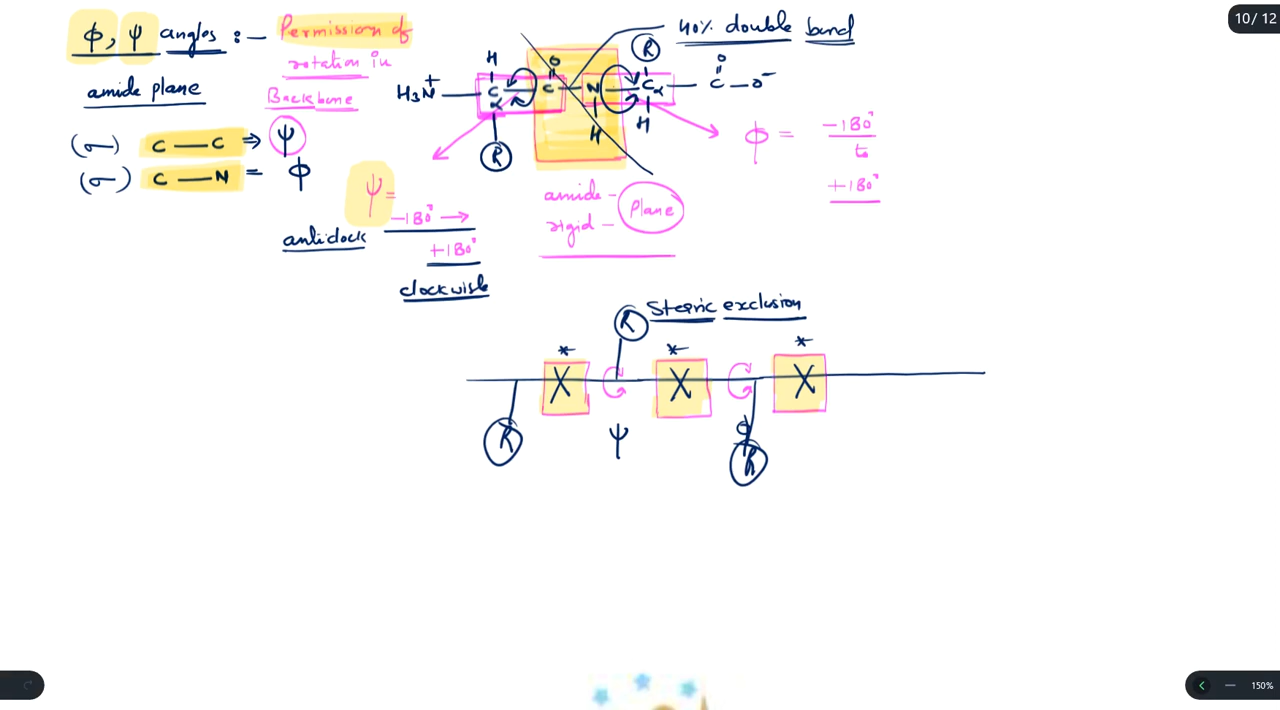 10/12
ϕ, ψ angles :- Permission of
rotation in
Backbone
amide plane
(σ) C—C ⇒ ψ
(σ) C—N = ϕ
40% double bond
H R
O O
H₃N⁺—Cα—C—N—Cα—C—O⁻
R H H
ψ =
-180° →
+180°
anticlock
clockwise
amide -
rigid - Plane
ϕ = -180°
to
+180°
Steric exclusion
R
* * *
X X X
R ψ ϕ R
150%